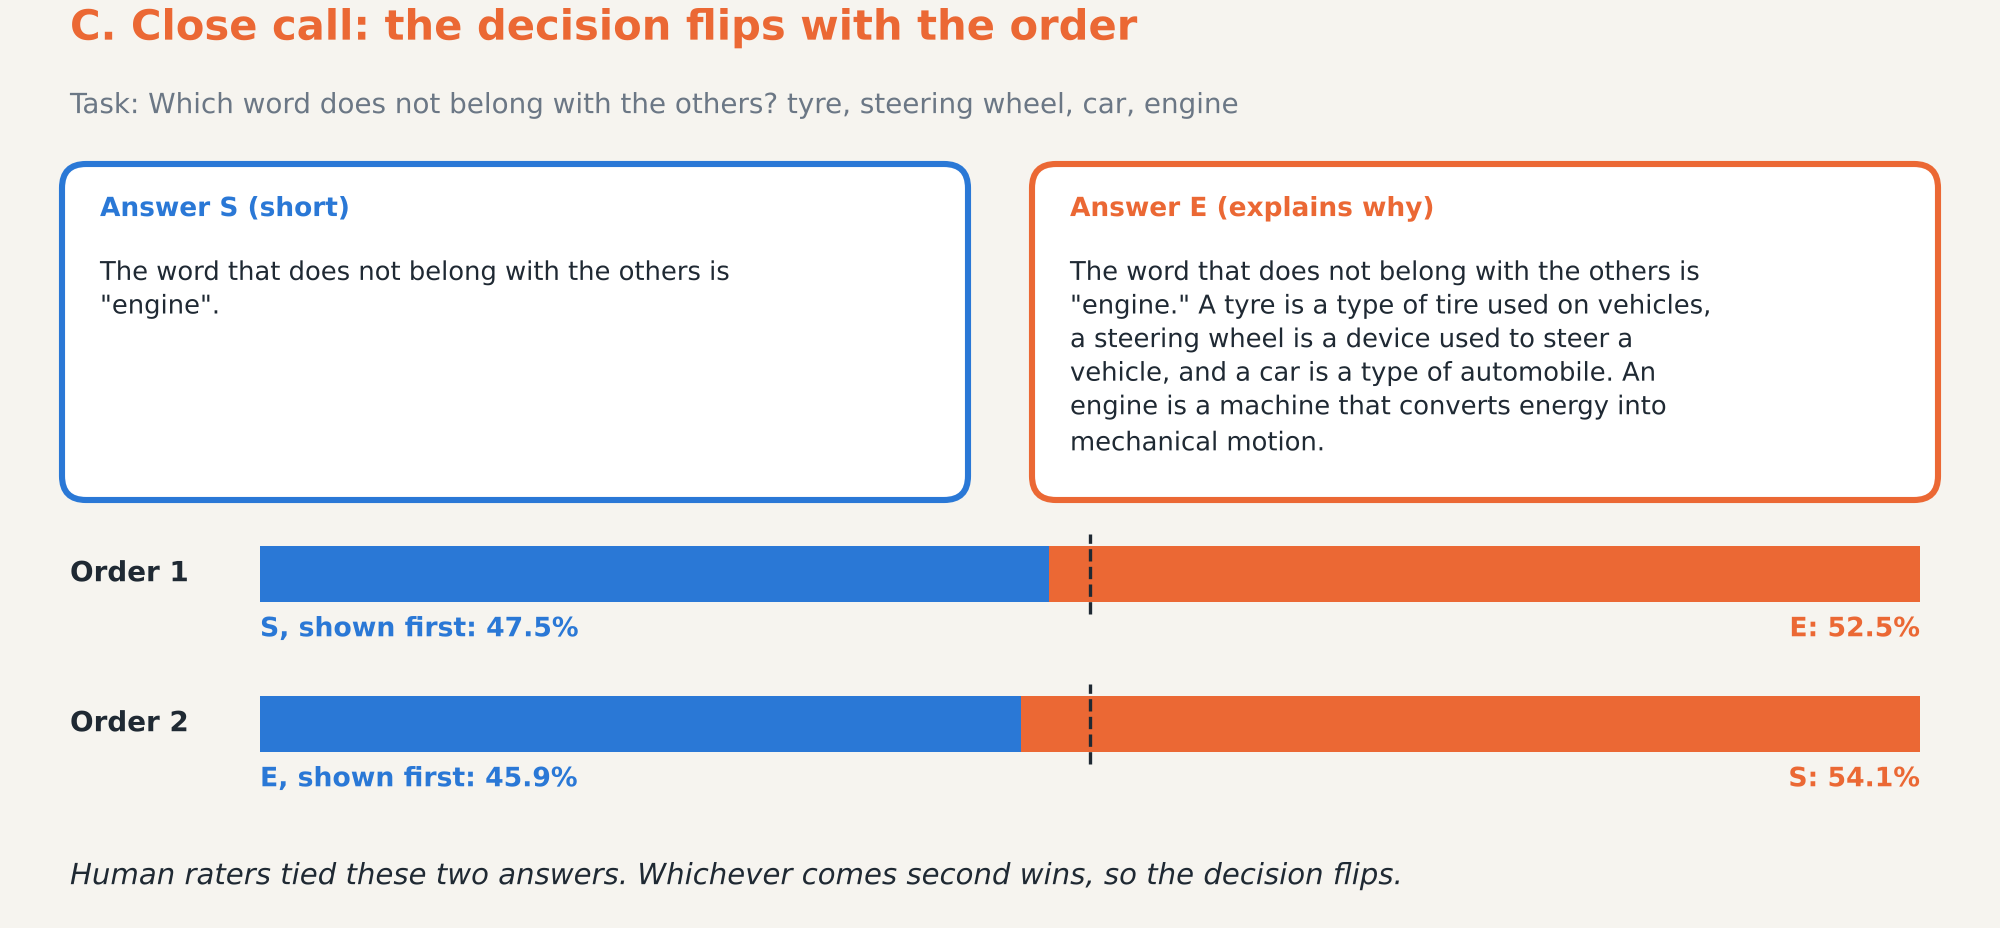 C. Close call: the decision flips with the order
Task: Which word does not belong with the others? tyre, steering wheel, car, engine
Answer S (short)
The word that does not belong with the others is
"engine".
Answer E (explains why)
The word that does not belong with the others is
"engine." A tyre is a type of tire used on vehicles,
a steering wheel is a device used to steer a
vehicle, and a car is a type of automobile. An
engine is a machine that converts energy into
mechanical motion.
Order 1
S, shown first: 47.5%
E: 52.5%
Order 2
E, shown first: 45.9%
S: 54.1%
Human raters tied these two answers. Whichever comes second wins, so the decision flips.